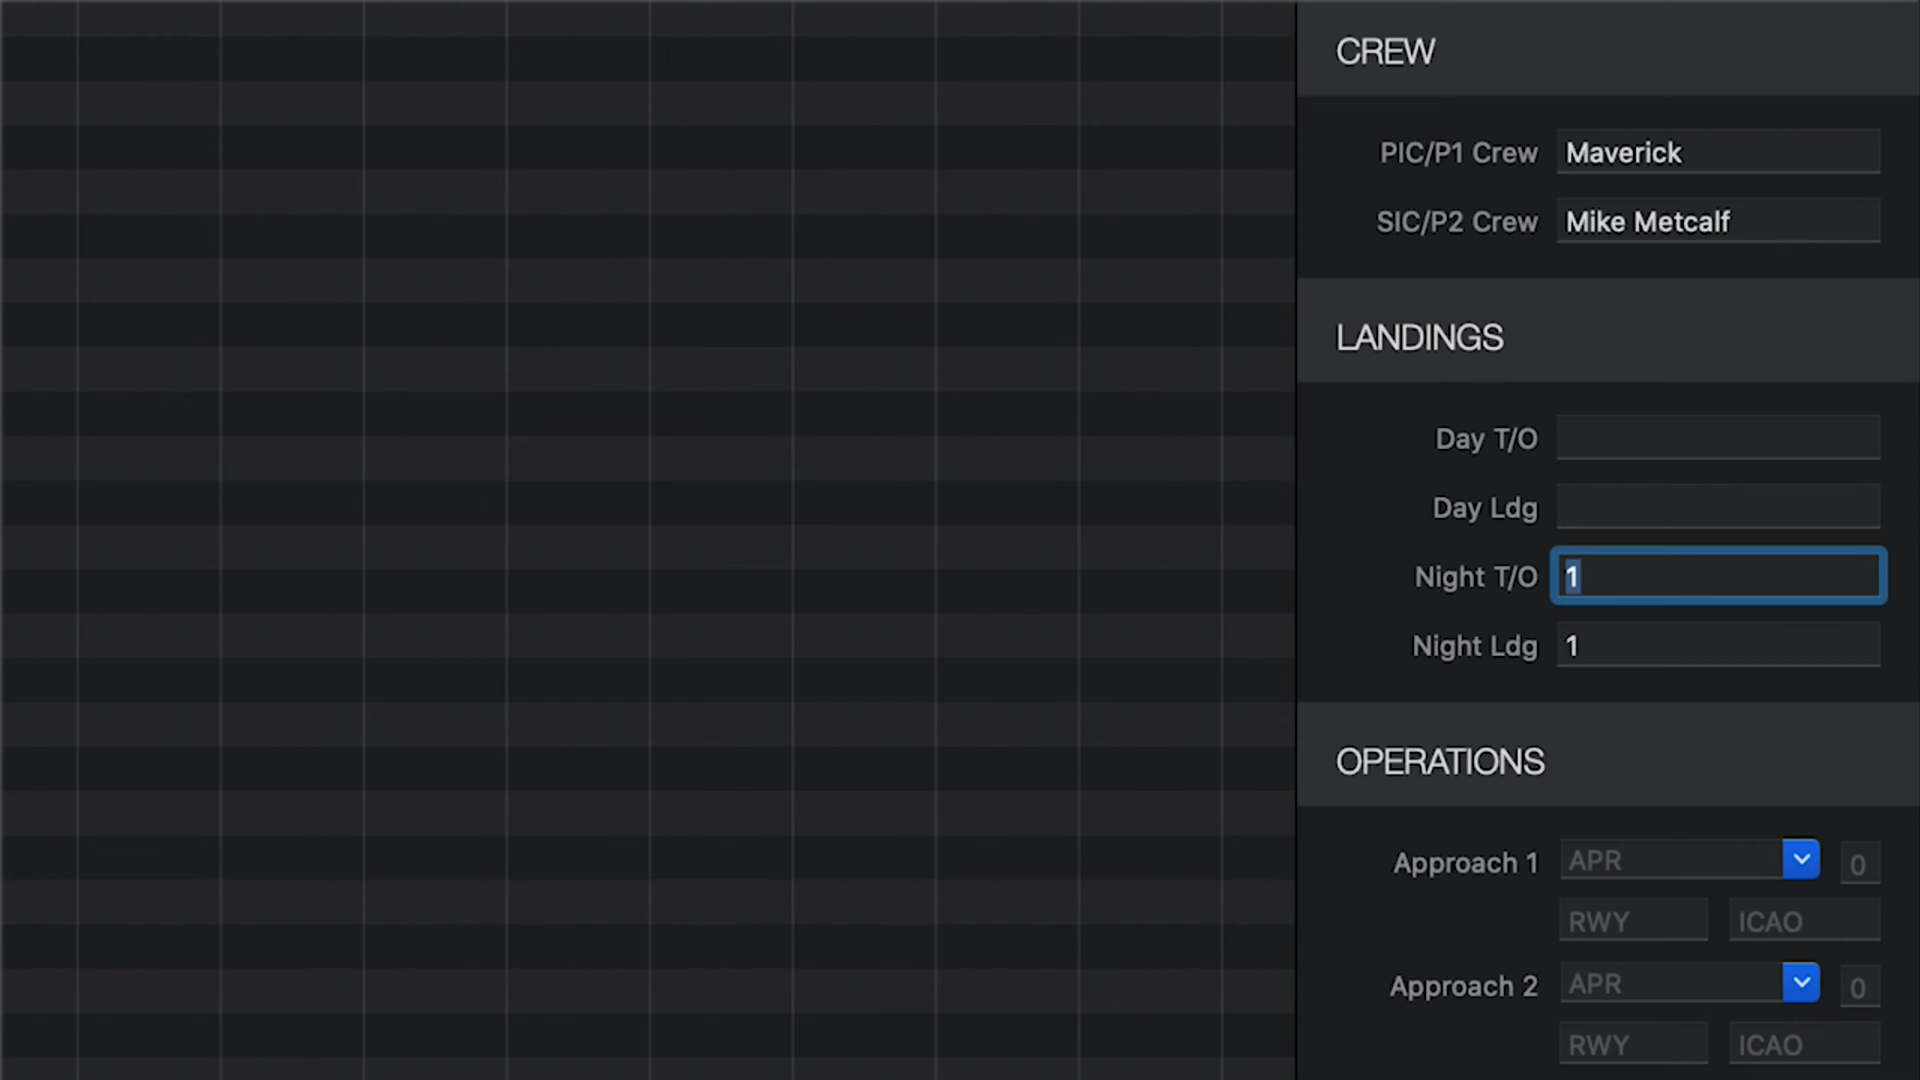 CREW
PIC/P1 Crew Maverick
SIC/P2 Crew Mike Metcalf
LANDINGS
Day T/O
Day Ldg
Night T/O 1
Night Ldg 1
OPERATIONS
Approach 1 APR 0
RWY ICAO
Approach 2 APR 0
RWY ICAO